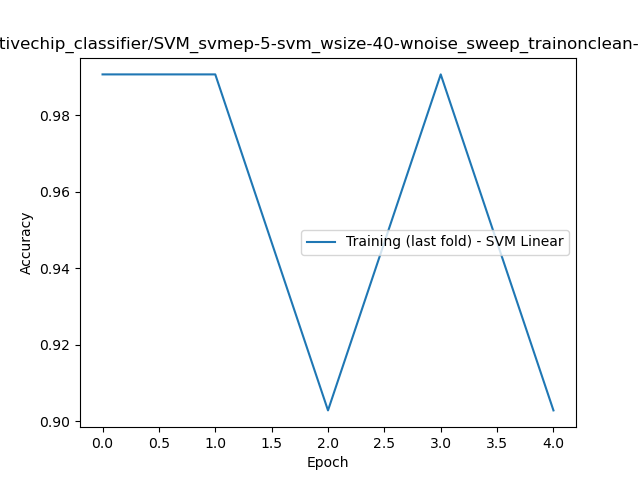 tivechip_classifier/SVM_svmep-5-svm_wsize-40-wnoise_sweep_trainonclean-
0.98
0.96
0.94
0.92
0.90
Accuracy
Training (last fold) - SVM Linear
0.0 0.5 1.0 1.5 2.0 2.5 3.0 3.5 4.0
Epoch